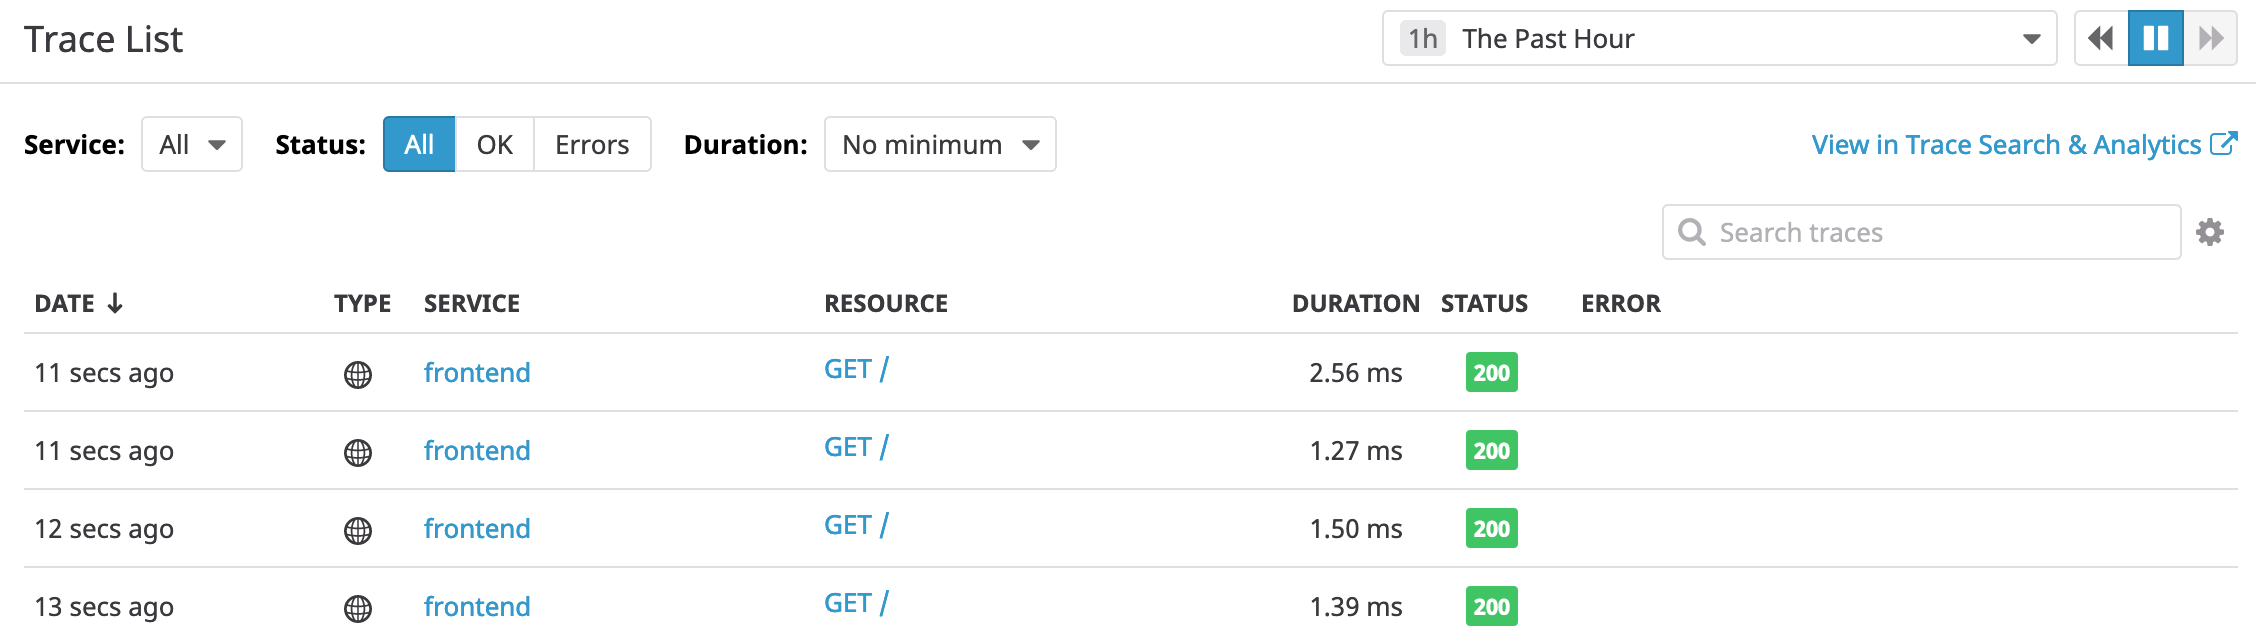 Trace List
1h The Past Hour
Service: All Status: All OK Errors Duration: No minimum View in Trace Search & Analytics
Search traces
DATE TYPE SERVICE RESOURCE DURATION STATUS ERROR
11 secs ago frontend GET / 2.56 ms 200
11 secs ago frontend GET / 1.27 ms 200
12 secs ago frontend GET / 1.50 ms 200
13 secs ago frontend GET / 1.39 ms 200